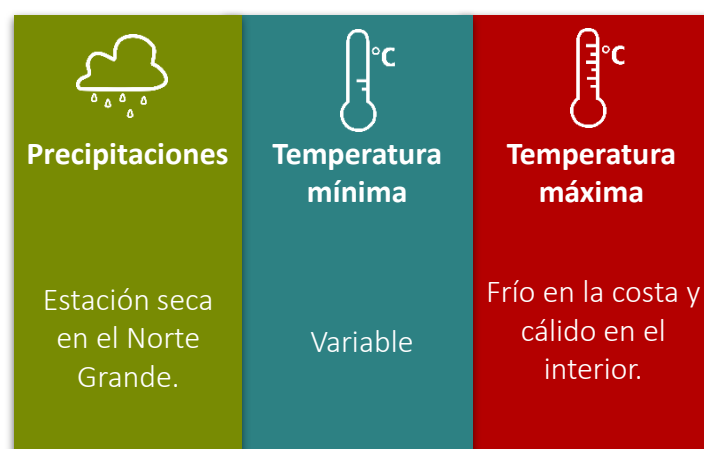 Precipitaciones
Estación seca
en el Norte
Grande.
°C
Temperatura
mínima
Variable
°C
Temperatura
máxima
Frío en la costa y
cálido en el
interior.